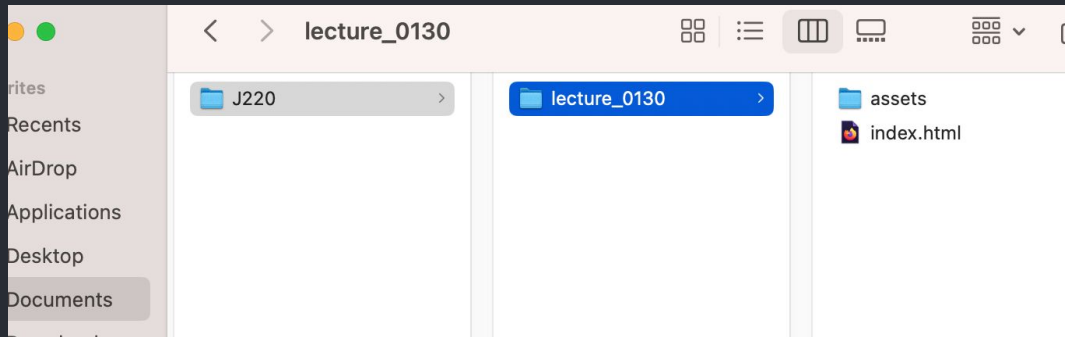 lecture_0130
rites
Recents
AirDrop
Applications
Desktop
Documents
J220
lecture_0130
assets
index.html